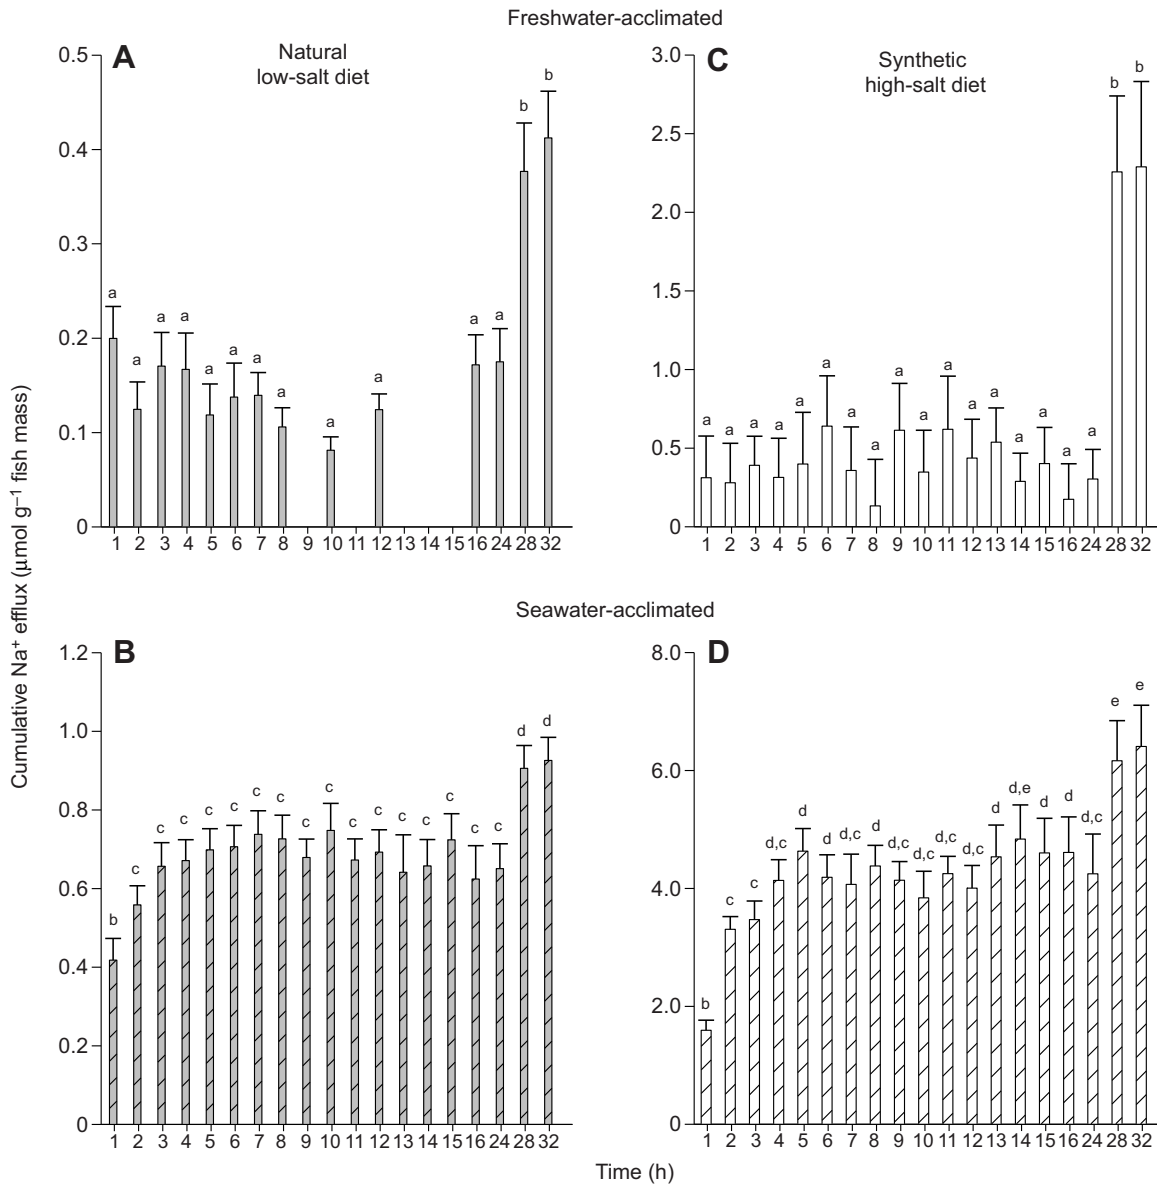 Freshwater-acclimated
A
Natural
low-salt diet
0.5
0.4
0.3
0.2
0.1
0
a a a a a a a a a a a a b b
1 2 3 4 5 6 7 8 9 10 11 12 13 14 15 16 24 28 32
C
Synthetic
high-salt diet
3.0
2.5
2.0
1.5
1.0
0.5
0
a a a a a a a a a a a a a a a a a b b
1 2 3 4 5 6 7 8 9 10 11 12 13 14 15 16 24 28 32
Cumulative Na⁺ efflux (µmol g⁻¹ fish mass)
Seawater-acclimated
B
1.2
1.0
0.8
0.6
0.4
0.2
0
b c c c c c c c c c c c c c c c c d d
1 2 3 4 5 6 7 8 9 10 11 12 13 14 15 16 24 28 32
D
8.0
6.0
4.0
2.0
0
b c c d,c d d d,c d d,c d,c d,c d,c d d,e d d d,c e e
1 2 3 4 5 6 7 8 9 10 11 12 13 14 15 16 24 28 32
Time (h)